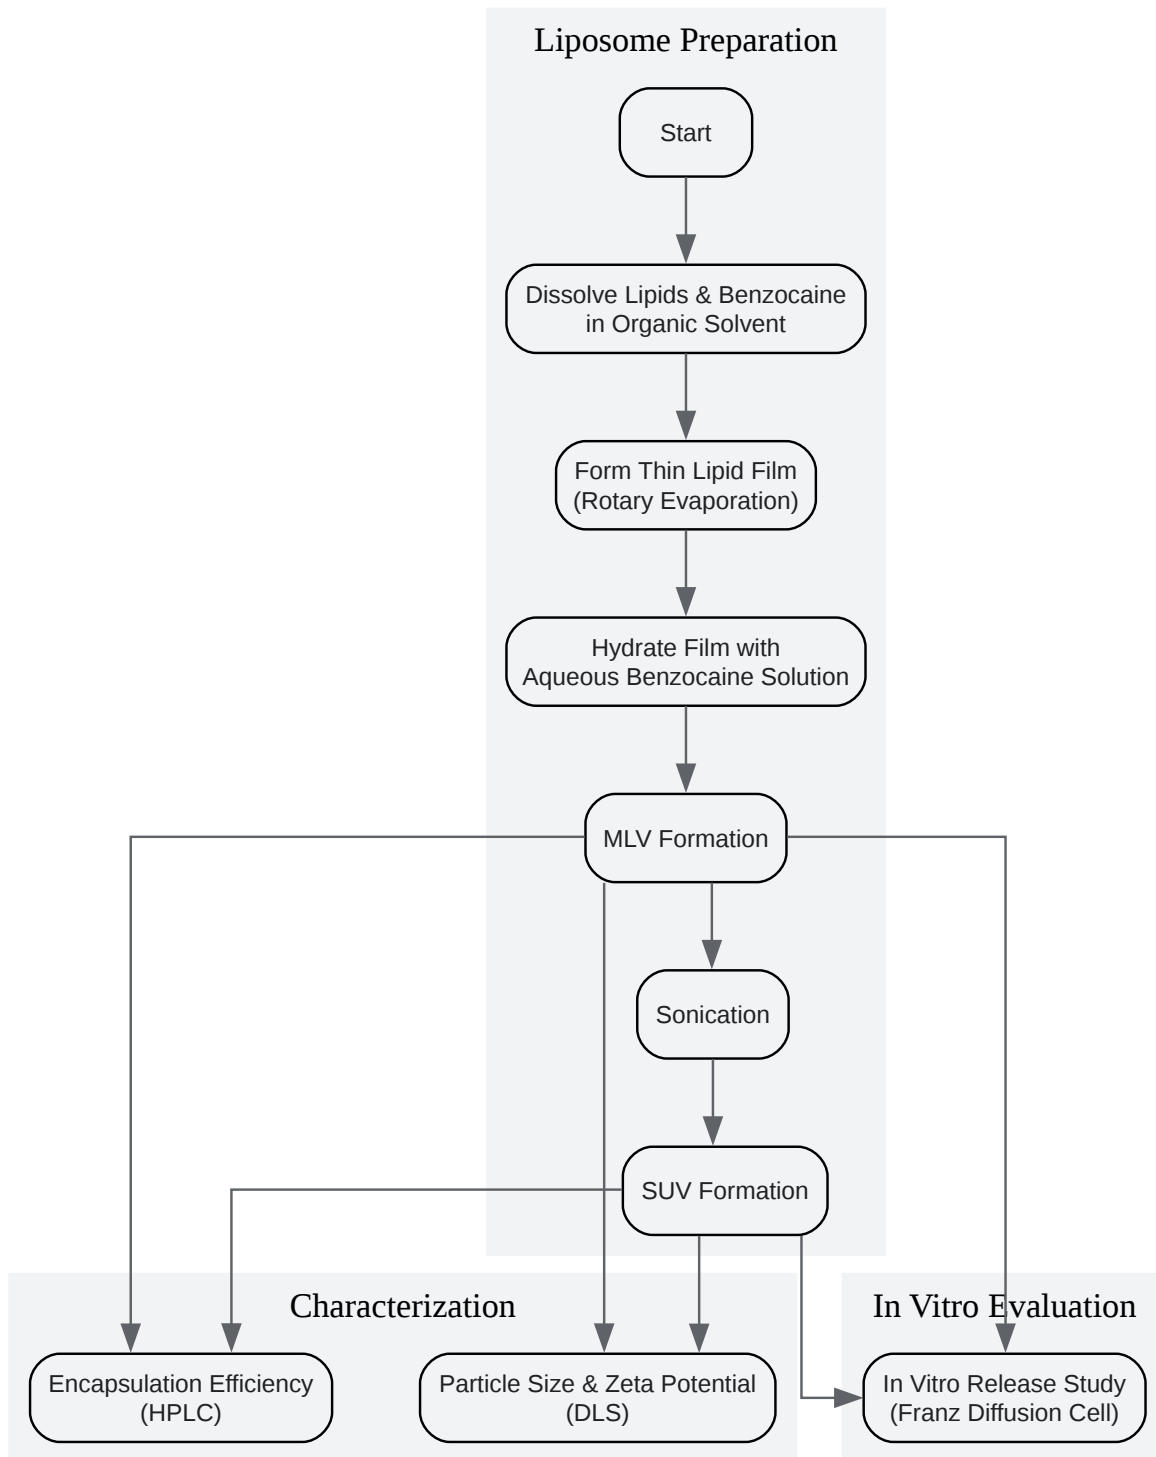 Liposome Preparation
Start
Dissolve Lipids & Benzocaine
in Organic Solvent
Form Thin Lipid Film
(Rotary Evaporation)
Hydrate Film with
Aqueous Benzocaine Solution
MLV Formation
Sonication
SUV Formation
Characterization
Encapsulation Efficiency
(HPLC)
Particle Size & Zeta Potential
(DLS)
In Vitro Evaluation
In Vitro Release Study
(Franz Diffusion Cell)